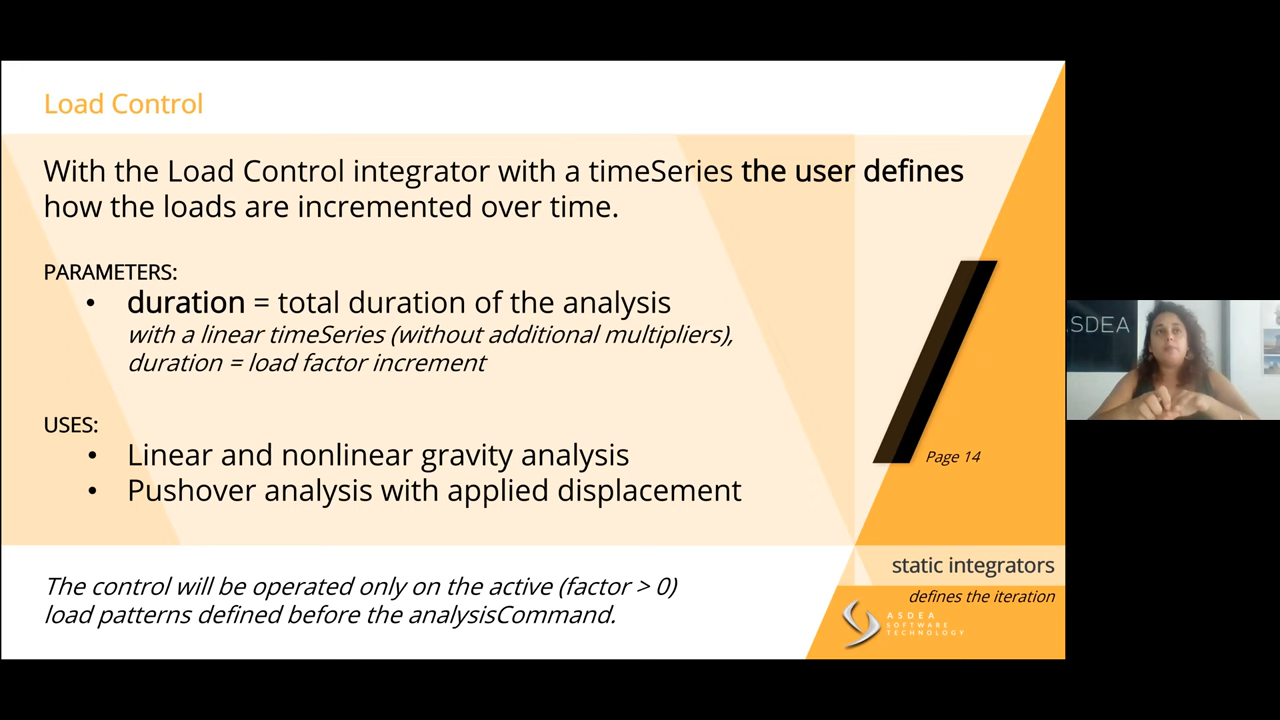 Load Control
With the Load Control integrator with a timeSeries the user defines
how the loads are incremented over time.
PARAMETERS:
• duration = total duration of the analysis
with a linear timeSeries (without additional multipliers),
duration = load factor increment
USES:
• Linear and nonlinear gravity analysis
• Pushover analysis with applied displacement
The control will be operated only on the active (factor > 0)
load patterns defined before the analysisCommand.
Page 14
static integrators
defines the iteration
ASDEA
SOFTWARE
TECHNOLOGY
ASDEA